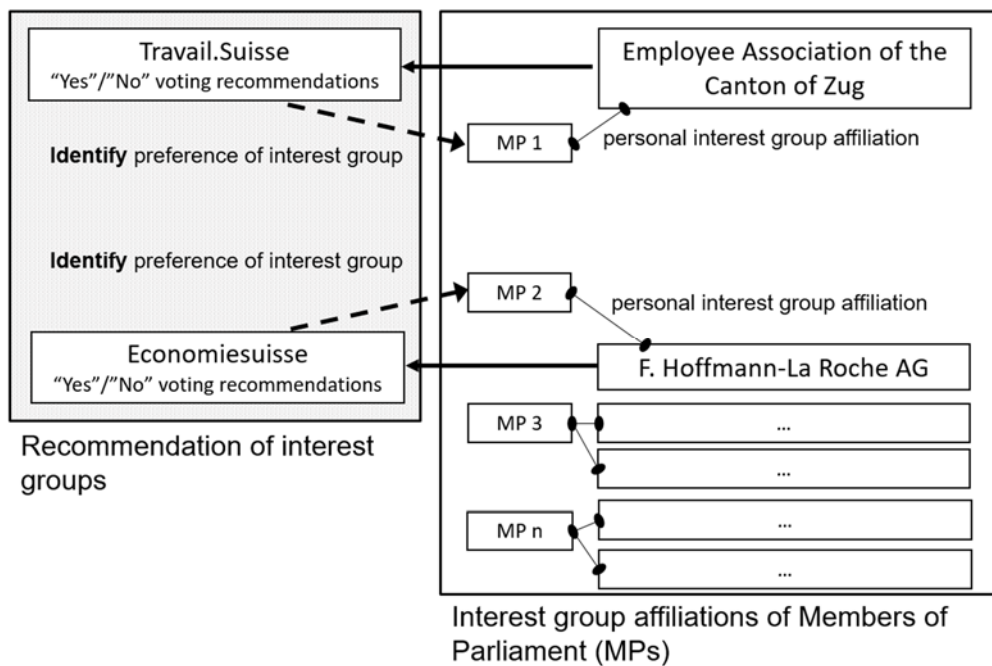 Travail.Suisse
“Yes”/”No” voting recommendations
Identify preference of interest group
Identify preference of interest group
Economiesuisse
“Yes”/”No” voting recommendations
Recommendation of interest
groups
Employee Association of the
Canton of Zug
MP 1
personal interest group affiliation
MP 2
personal interest group affiliation
F. Hoffmann-La Roche AG
MP 3
...
...
MP n
...
...
Interest group affiliations of Members of
Parliament (MPs)